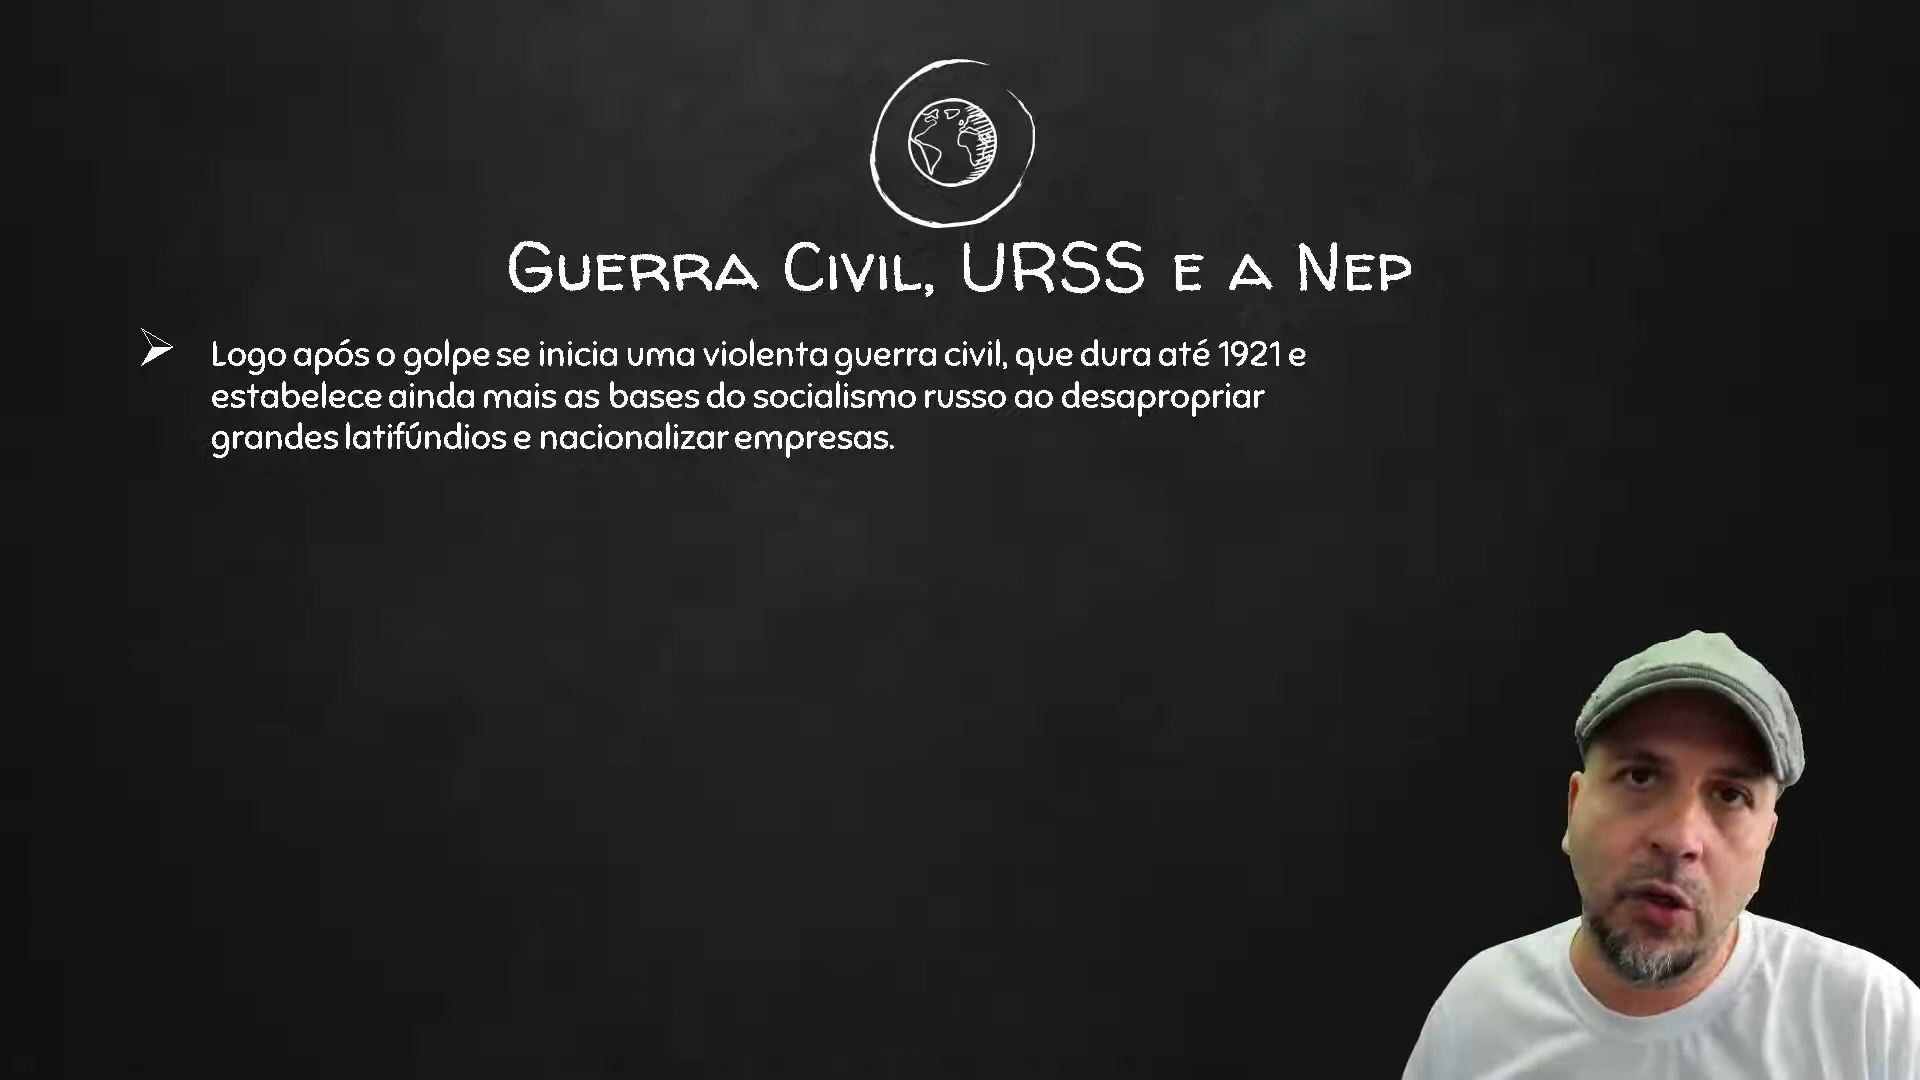 Guerra Civil, URSS e a Nep
Logo após o golpe se inicia uma violenta guerra civil, que dura até 1921 e
estabelece ainda mais as bases do socialismo russo ao desapropriar
grandes latifúndios e nacionalizar empresas.